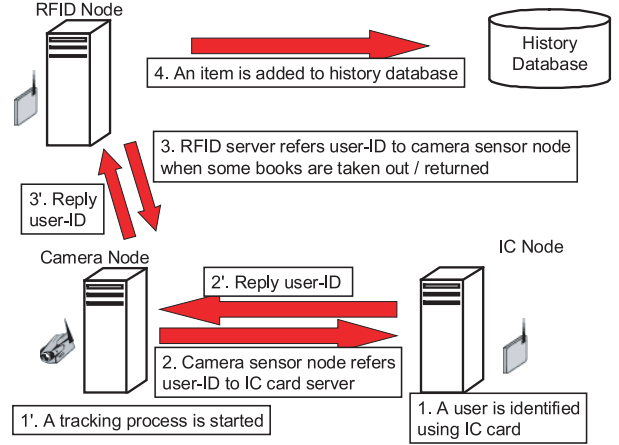 RFID Node
History
Database
4. An item is added to history database
3. RFID server refers user-ID to camera sensor node
when some books are taken out / returned
3'. Reply
user-ID
Camera Node
IC Node
2'. Reply user-ID
2. Camera sensor node refers
user-ID to IC card server
1'. A tracking process is started
1. A user is identified
using IC card